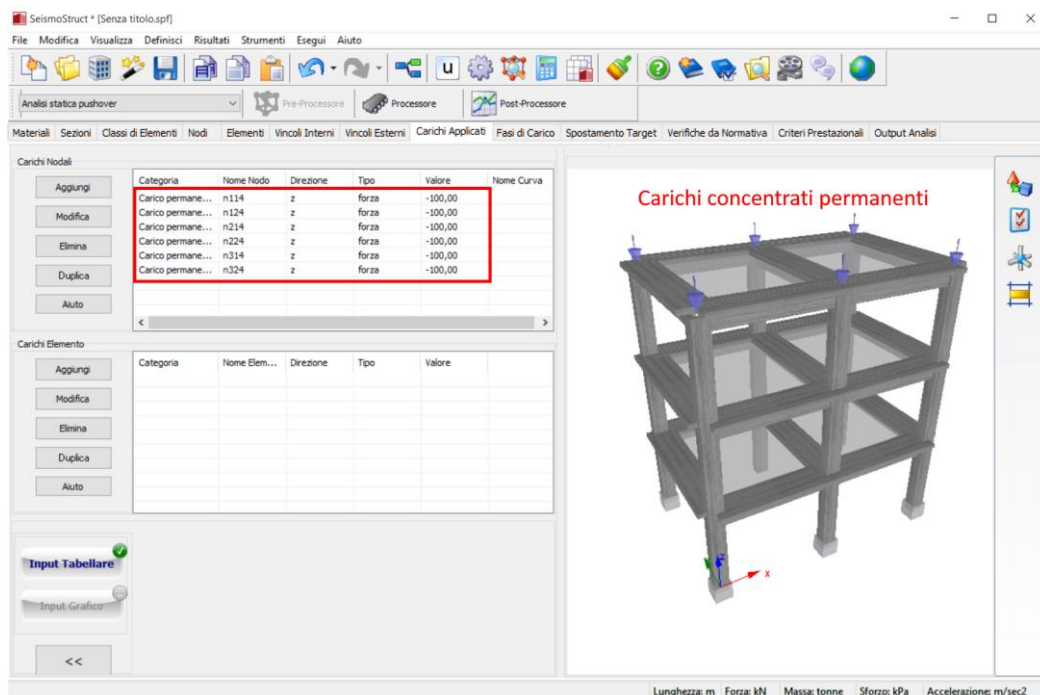 SeismoStruct * [Senza titolo.spf]
File Modifica Visualizza Definisci Risultati Strumenti Esegui Aiuto
Analisi statica pushover Pre-Processore Processore Post-Processore
Materiali Sezioni Classi di Elementi Nodi Elementi Vincoli Interni Vincoli Esterni Carichi Applicati Fasi di Carico Spostamento Target Verifiche da Normativa Criteri Prestazionali Output Analisi
Carichi Nodali
Aggiungi
Modifica
Elimina
Duplica
Aiuto
Categoria Nome Nodo Direzione Tipo Valore Nome Curva
Carico permane... n114 z forza -100,00
Carico permane... n124 z forza -100,00
Carico permane... n214 z forza -100,00
Carico permane... n224 z forza -100,00
Carico permane... n314 z forza -100,00
Carico permane... n324 z forza -100,00
Carichi Elemento
Aggiungi
Modifica
Elimina
Duplica
Aiuto
Categoria Nome Elem... Direzione Tipo Valore
Input Tabellare
Input Grafico
<<
Carichi concentrati permanenti
z
x
Lunghezza: m Forza: kN Massa: tonne Sforzo: kPa Accelerazione: m/sec2